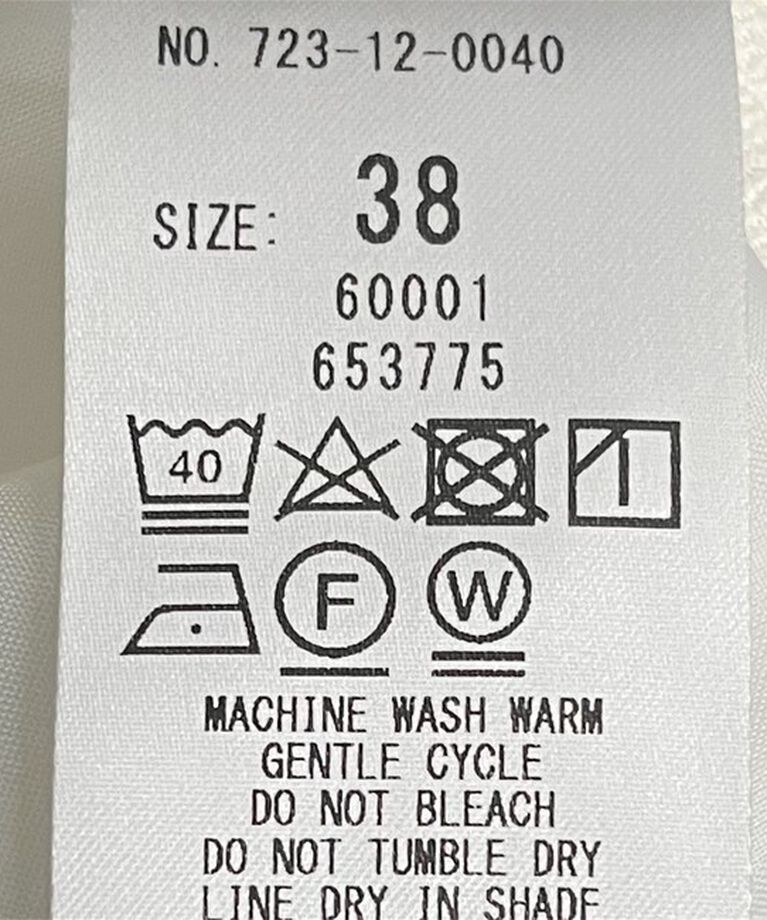 NO. 723-12-0040
SIZE: 38
60001
653775
40
F W
MACHINE WASH WARM
GENTLE CYCLE
DO NOT BLEACH
DO NOT TUMBLE DRY
LINE DRY IN SHADE